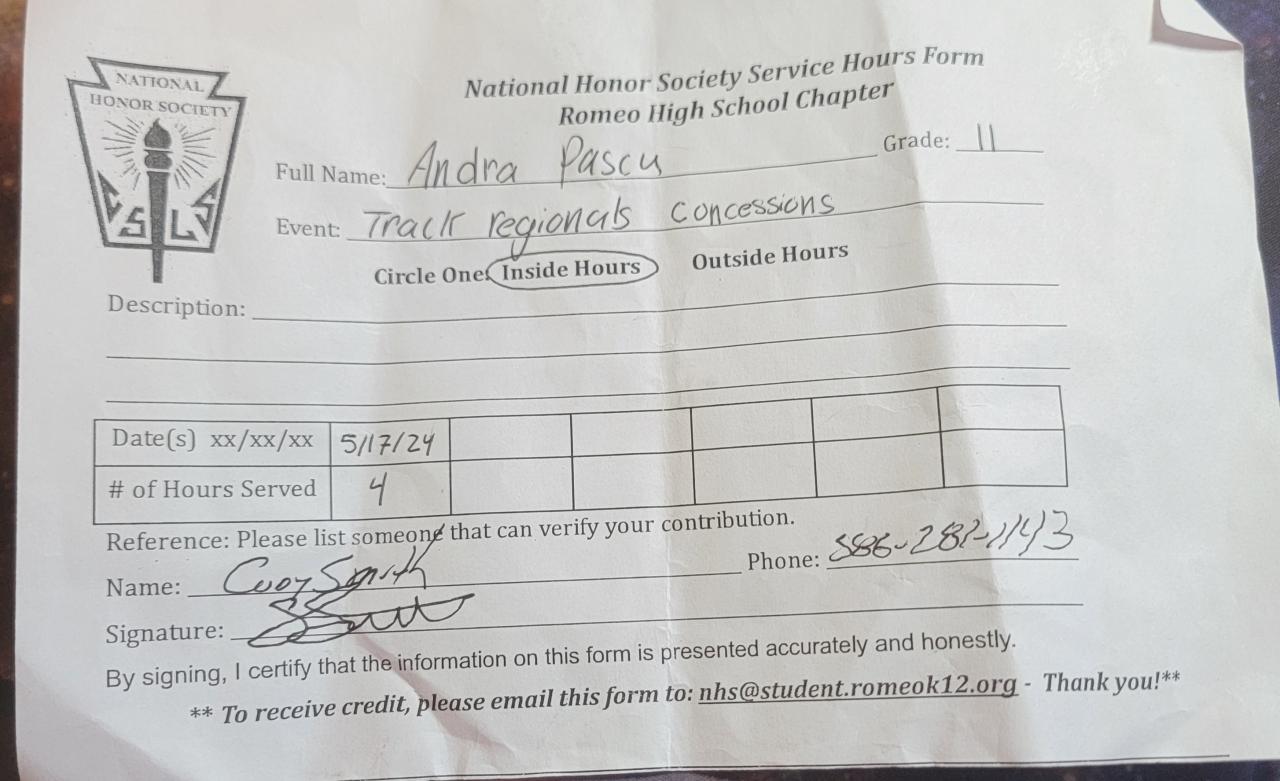 NATIONAL
HONOR SOCIETY
C S L S
National Honor Society Service Hours Form
Romeo High School Chapter
Full Name: Andra Pascu Grade: 11
Event: Track regionals concessions
Circle One: Inside Hours Outside Hours
Description:
Date(s) xx/xx/xx 5/17/24
# of Hours Served 4
Reference: Please list someone that can verify your contribution.
Name: Smith Phone:
Signature:
By signing, I certify that the information on this form is presented accurately and honestly.
** To receive credit, please email this form to: nhs@student.romeok12.org - Thank you!**